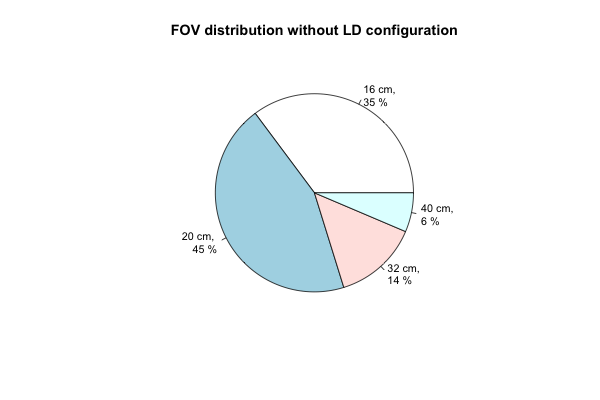 FOV distribution without LD configuration
16 cm,
35 %
20 cm,
45 %
32 cm,
14 %
40 cm,
6 %